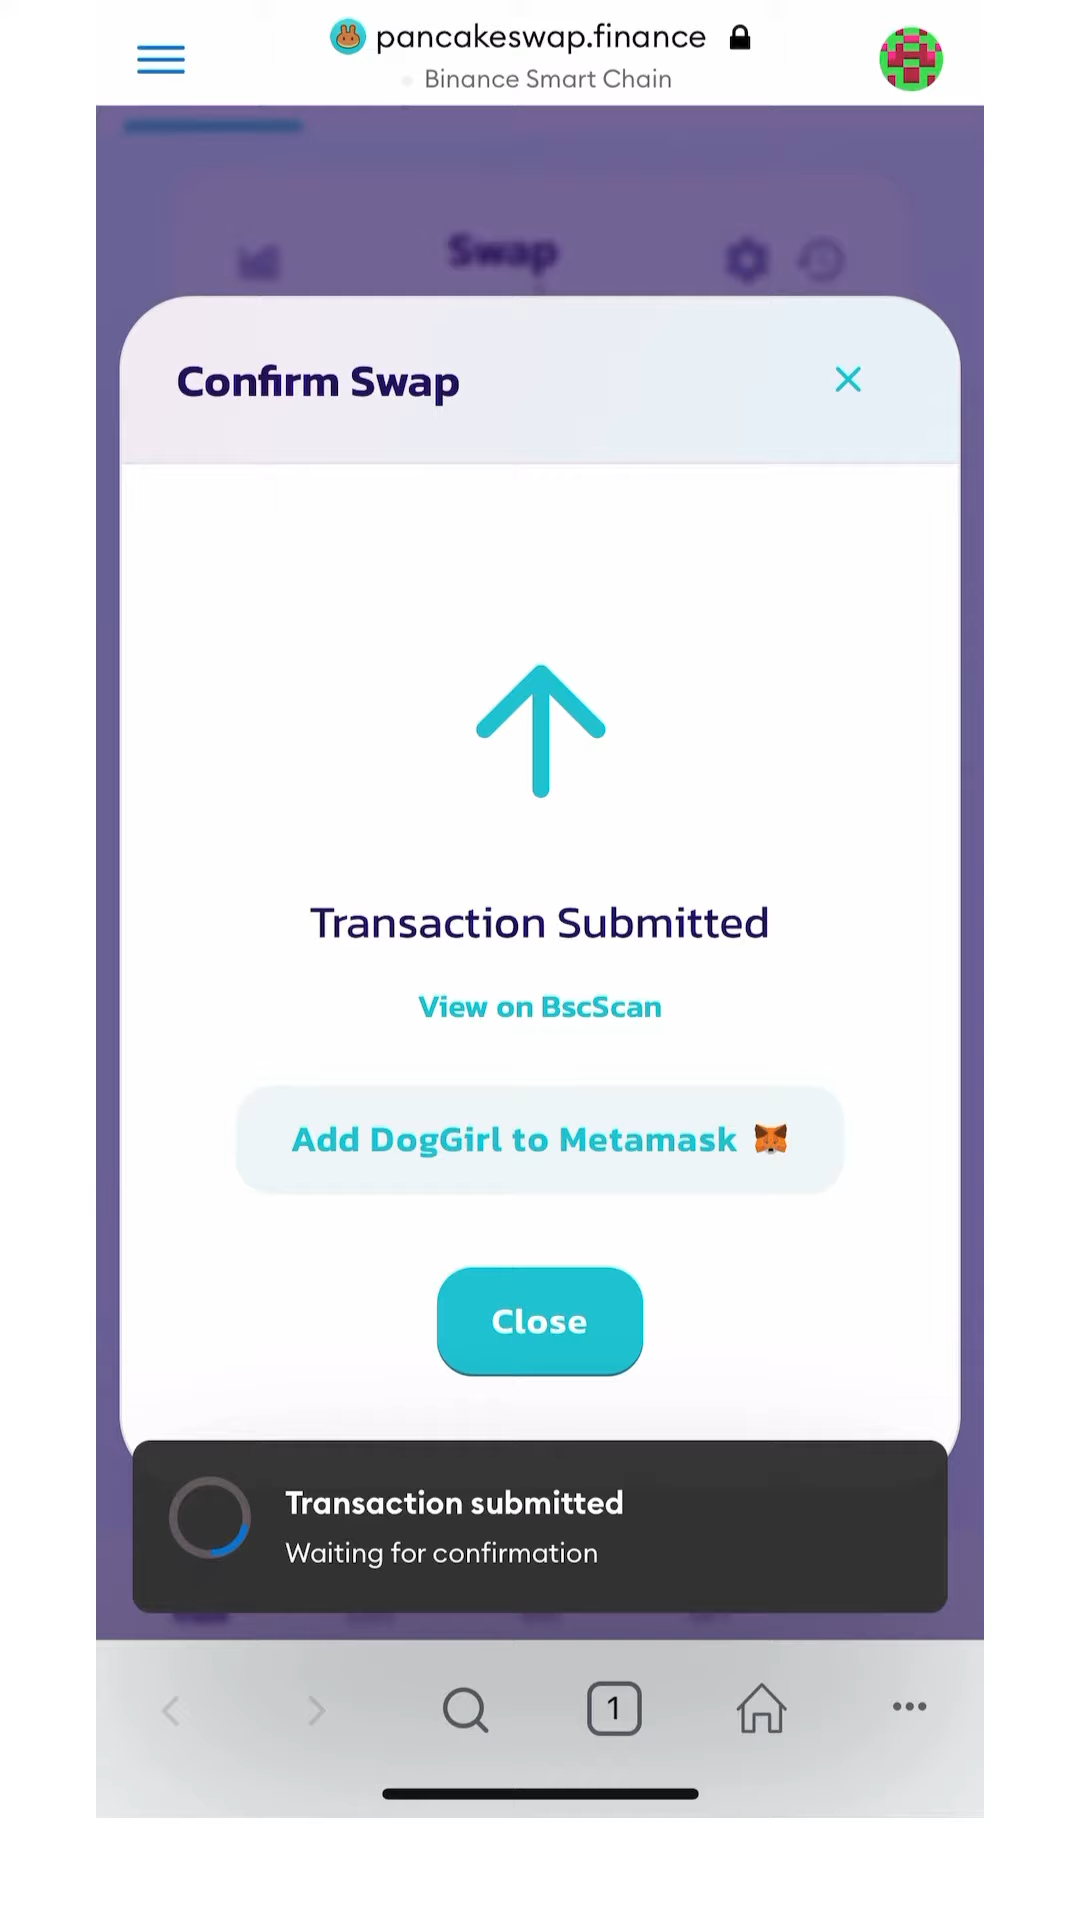 pancakeswap.finance
Binance Smart Chain
Swap
Confirm Swap
Transaction Submitted
View on BscScan
Add DogGirl to Metamask
Close
Transaction submitted
Waiting for confirmation
1